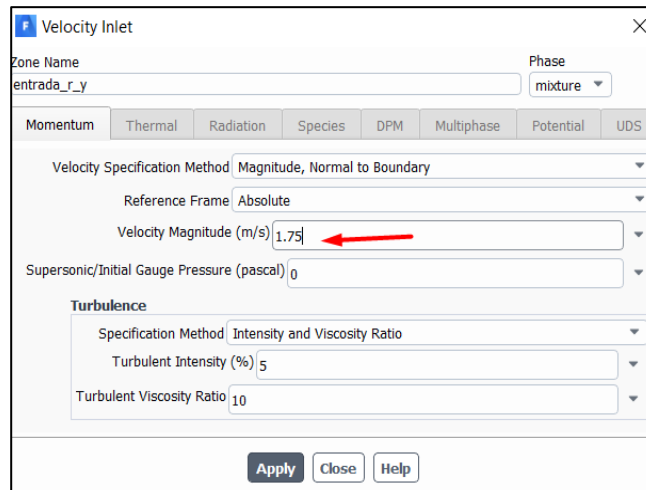 Velocity Inlet
Zone Name
Phase
entrada_r_y
mixture
Momentum Thermal Radiation Species DPM Multiphase Potential UDS
Velocity Specification Method Magnitude, Normal to Boundary
Reference Frame Absolute
Velocity Magnitude (m/s) 1.75
Supersonic/Initial Gauge Pressure (pascal) 0
Turbulence
Specification Method Intensity and Viscosity Ratio
Turbulent Intensity (%) 5
Turbulent Viscosity Ratio 10
Apply Close Help